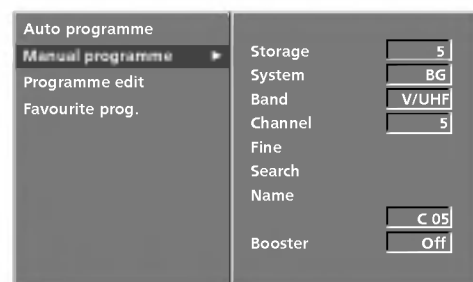 Auto programme
Manual programme ►
Programme edit
Favourite prog.
Storage 5
System BG
Band V/UHF
Channel 5
Fine
Search
Name
C 05
Booster Off